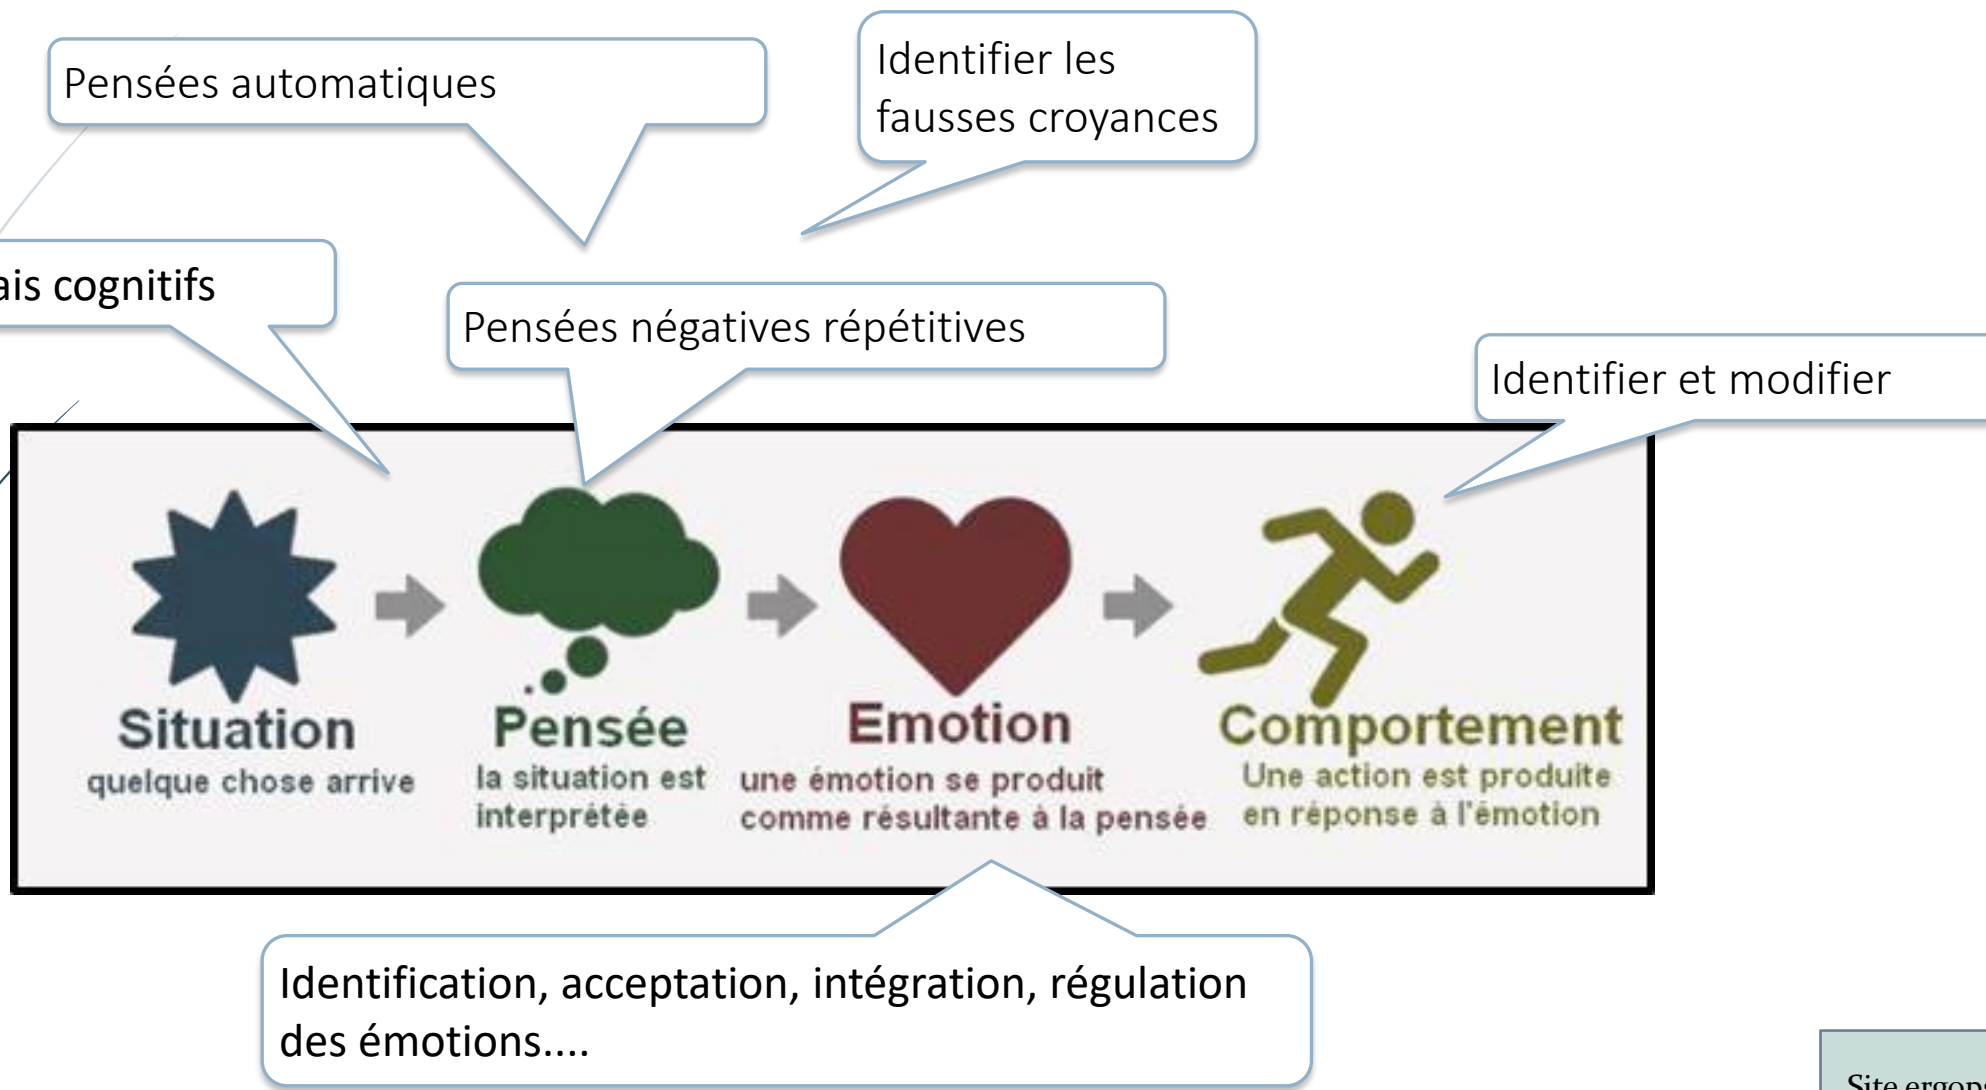 Pensées automatiques
Identifier les
fausses croyances
ais cognitifs
Pensées négatives répétitives
Identifier et modifier
Situation
quelque chose arrive
Pensée
la situation est
interprétée
Emotion
une émotion se produit
comme résultante à la pensée
Comportement
Une action est produite
en réponse à l'émotion
Identification, acceptation, intégration, régulation
des émotions....
Site